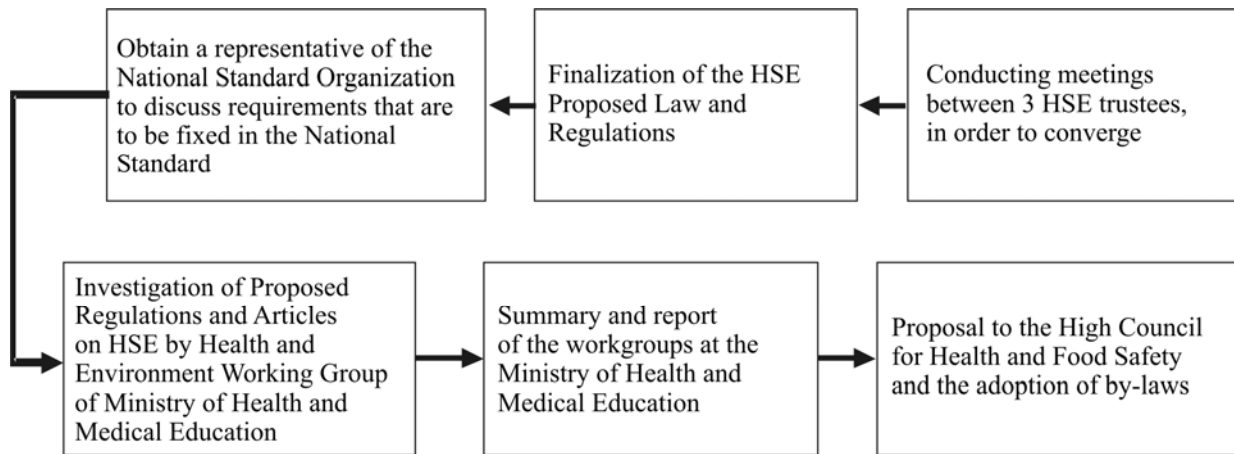 Obtain a representative of the
National Standard Organization
to discuss requirements that are
to be fixed in the National
Standard
Finalization of the HSE
Proposed Law and
Regulations
Conducting meetings
between 3 HSE trustees,
in order to converge
Investigation of Proposed
Regulations and Articles
on HSE by Health and
Environment Working Group
of Ministry of Health and
Medical Education
Summary and report
of the workgroups at the
Ministry of Health and
Medical Education
Proposal to the High Council
for Health and Food Safety
and the adoption of by-laws